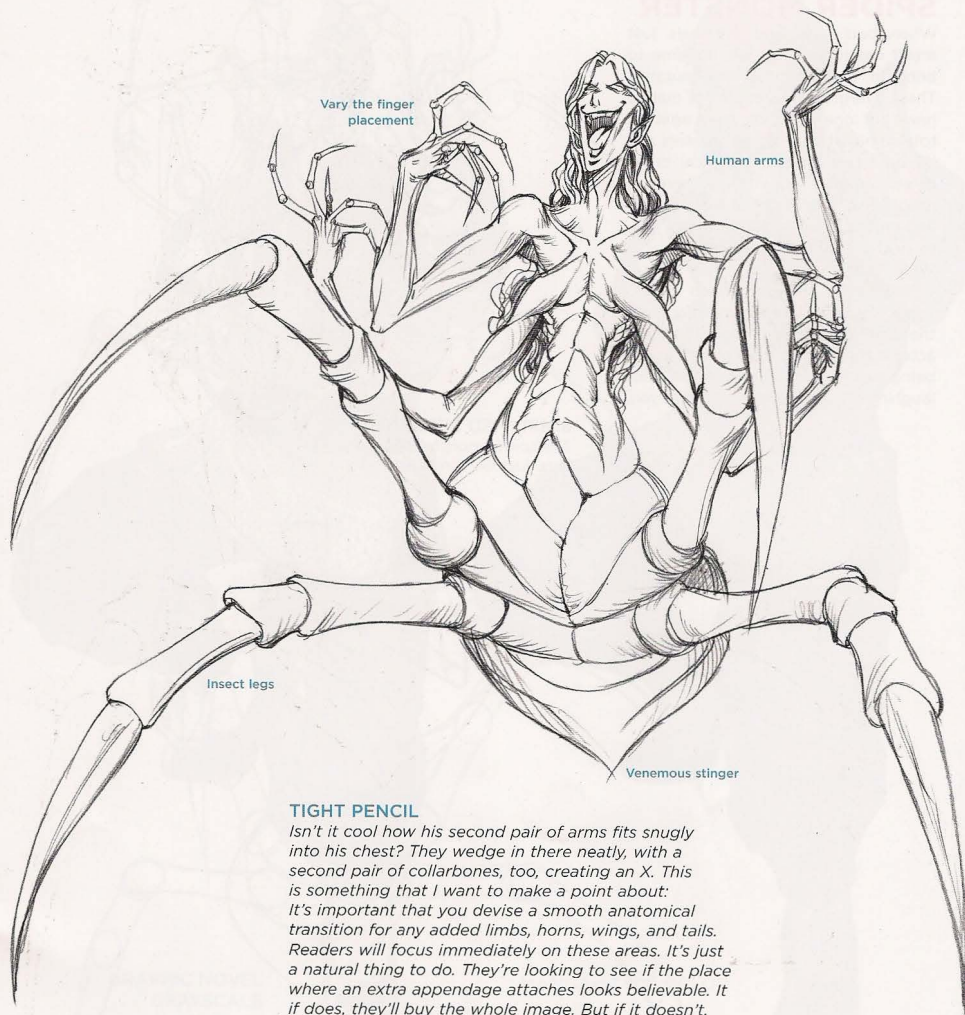 Vary the finger
placement
Human arms
Insect legs
Venemous stinger
TIGHT PENCIL
Isn't it cool how his second pair of arms fits snugly
into his chest? They wedge in there neatly, with a
second pair of collarbones, too, creating an X. This
is something that I want to make a point about:
It's important that you devise a smooth anatomical
transition for any added limbs, horns, wings, and tails.
Readers will focus immediately on these areas. It's just
a natural thing to do. They're looking to see if the place
where an extra appendage attaches looks believable. It
if does, they'll buy the whole image. But if it doesn't,